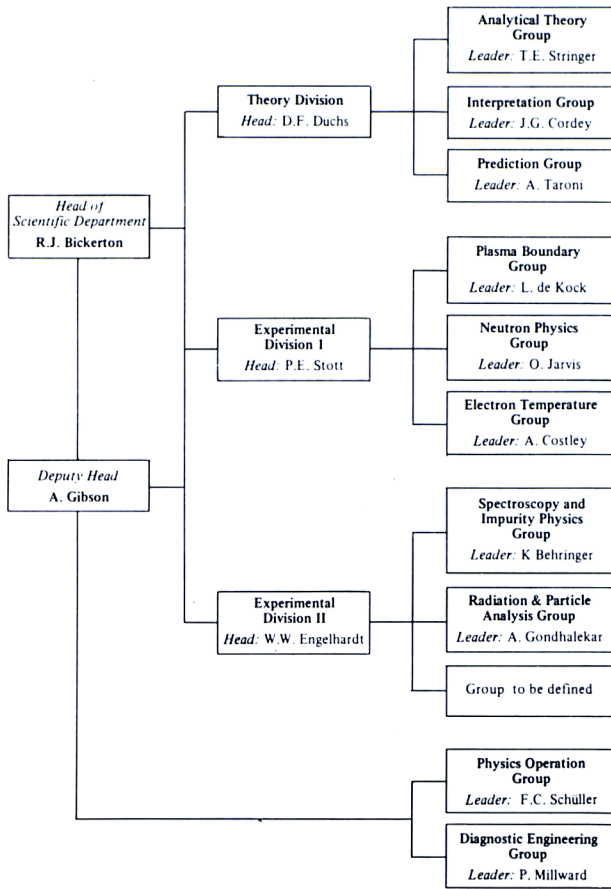 Analytical Theory
Group
Leader: T.E. Stringer
Theory Division
Head: D.F. Duchs
Interpretation Group
Leader: J.G. Cordey
Prediction Group
Leader: A. Taroni
Head of
Scientific Department
R.J. Bickerton
Plasma Boundary
Group
Leader: L. de Kock
Experimental
Division I
Head: P.E. Stott
Neutron Physics
Group
Leader: O. Jarvis
Electron Temperature
Group
Leader: A. Costley
Deputy Head
A. Gibson
Spectroscopy and
Impurity Physics
Group
Leader: K Behringer
Experimental
Division II
Head: W.W. Engelhardt
Radiation & Particle
Analysis Group
Leader: A. Gondhalekar
Group to be defined
Physics Operation
Group
Leader: F.C. Schüller
Diagnostic Engineering
Group
Leader: P. Millward